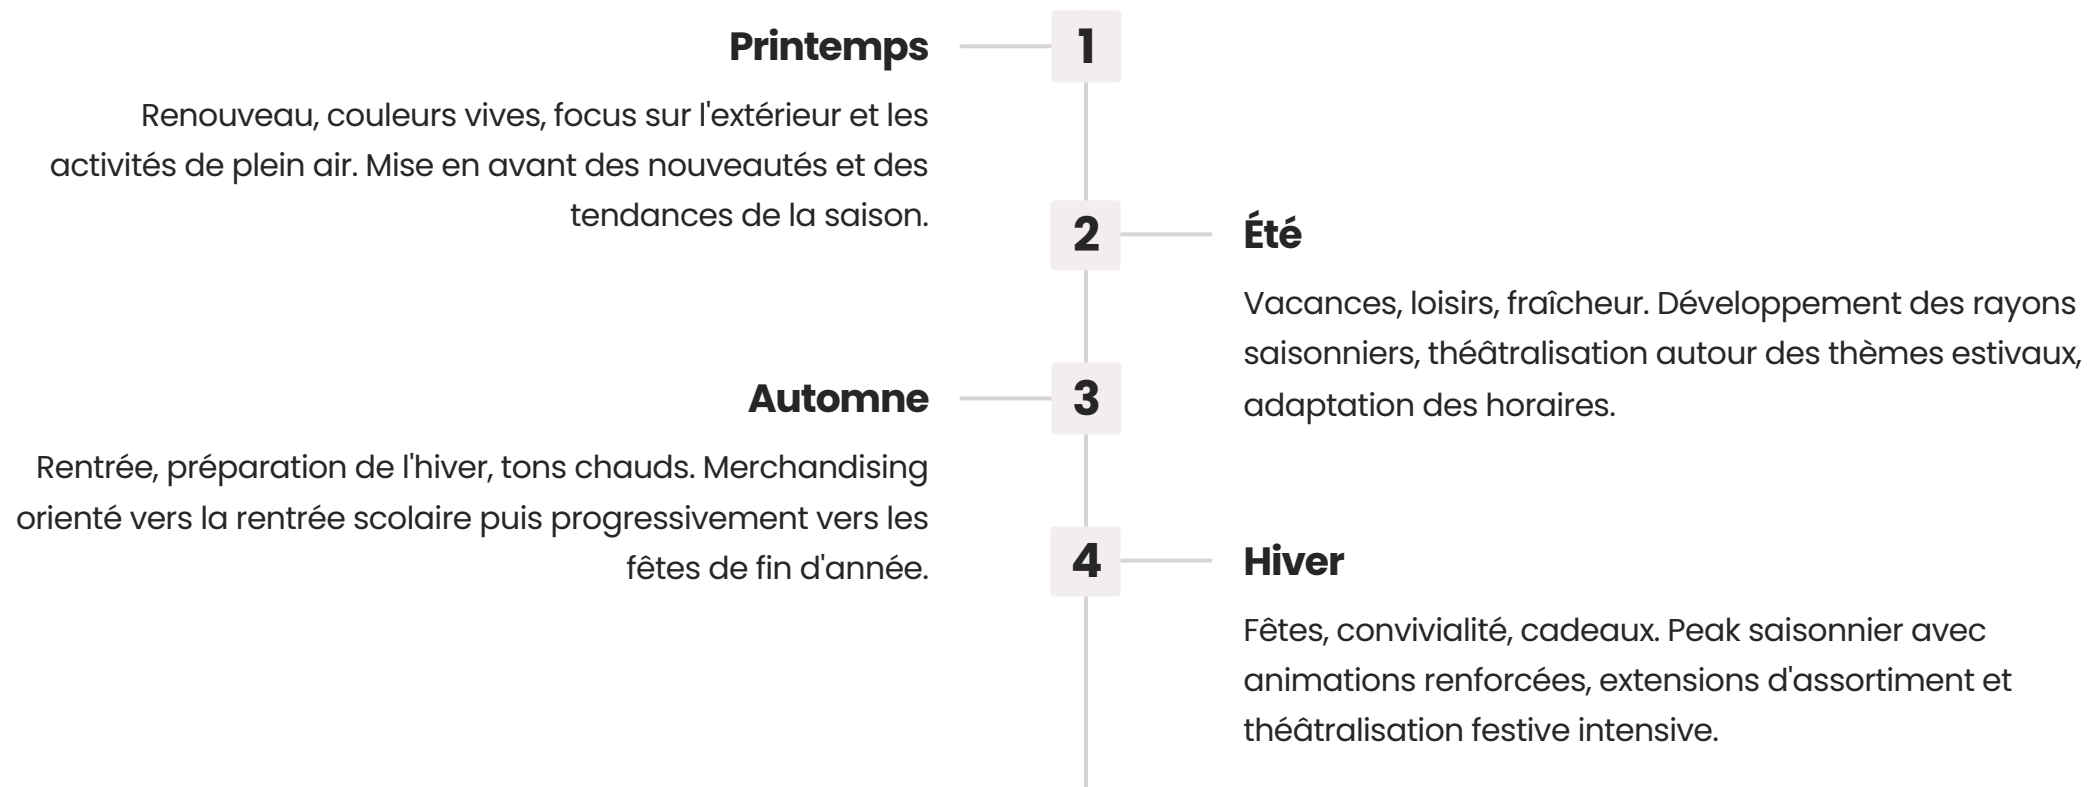 1
Printemps
Renouveau, couleurs vives, focus sur l'extérieur et les
activités de plein air. Mise en avant des nouveautés et des
tendances de la saison.
2
Été
Vacances, loisirs, fraîcheur. Développement des rayons
saisonniers, théâtralisation autour des thèmes estivaux,
adaptation des horaires.
3
Automne
Rentrée, préparation de l'hiver, tons chauds. Merchandising
orienté vers la rentrée scolaire puis progressivement vers les
fêtes de fin d'année.
4
Hiver
Fêtes, convivialité, cadeaux. Peak saisonnier avec
animations renforcées, extensions d'assortiment et
théâtralisation festive intensive.